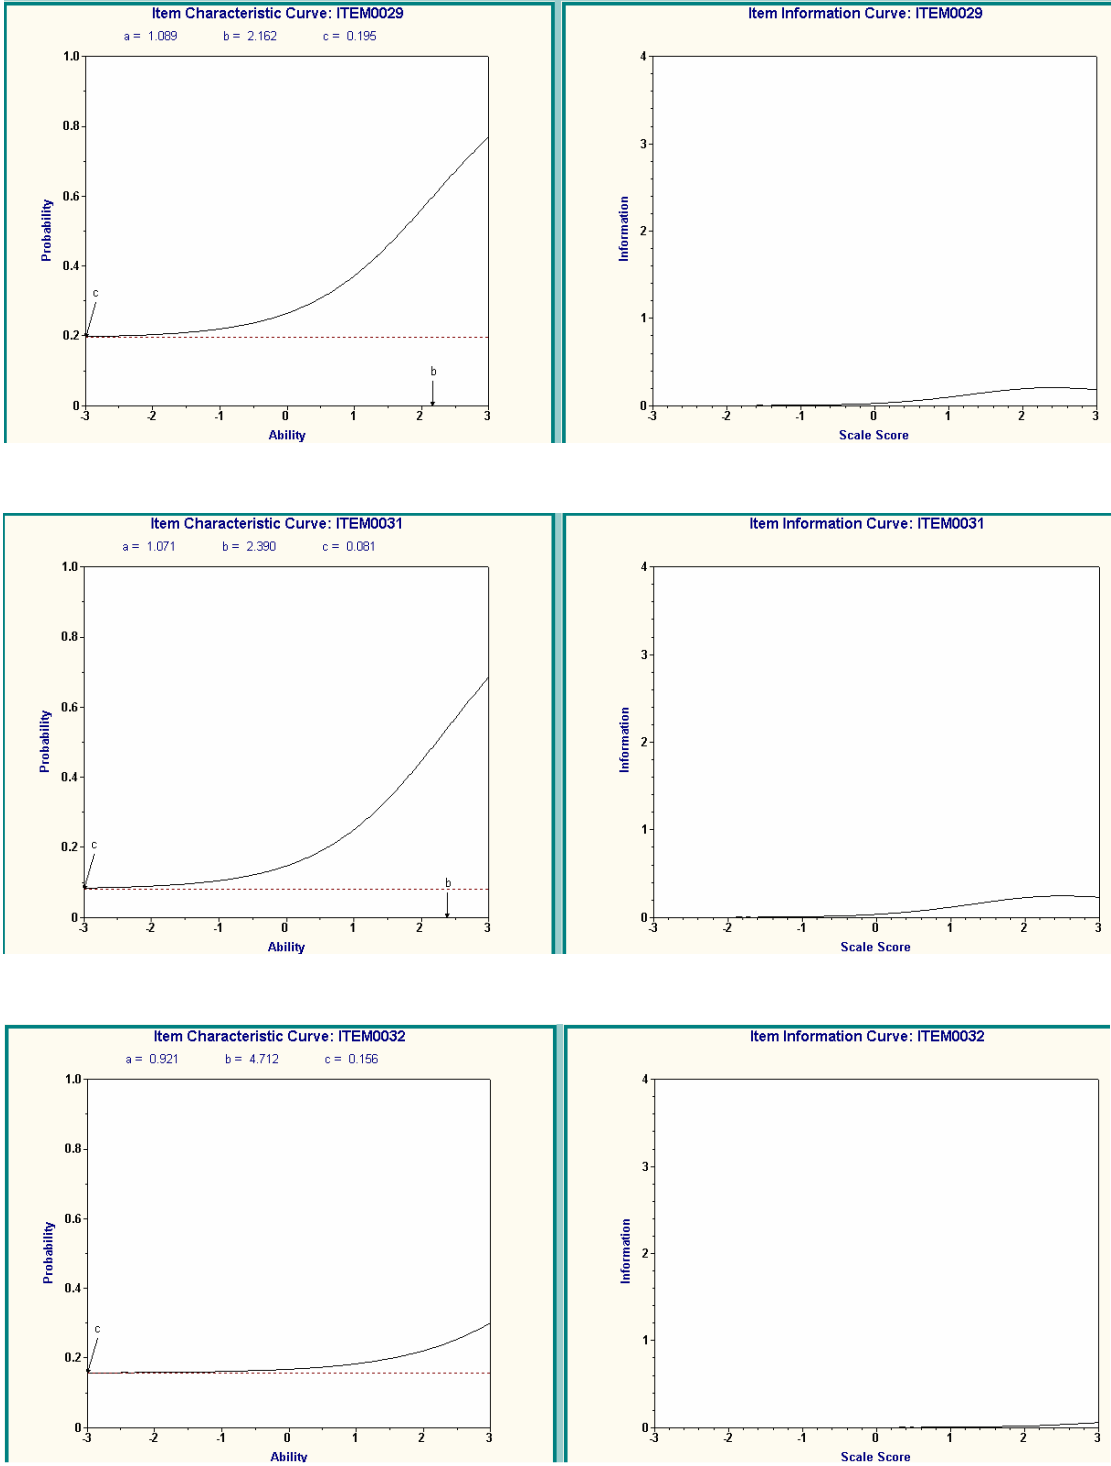 Item Characteristic Curve: ITEM0029
a = 1.089 b = 2.162 c = 0.195
1.0
0.8
0.6
0.4
0.2
0
Probability
c
b
-3 -2 -1 0 1 2 3
Ability
Item Information Curve: ITEM0029
4
3
2
1
0
Information
-3 -2 -1 0 1 2 3
Scale Score
Item Characteristic Curve: ITEM0031
a = 1.071 b = 2.390 c = 0.081
1.0
0.8
0.6
0.4
0.2
0
Probability
c
b
-3 -2 -1 0 1 2 3
Ability
Item Information Curve: ITEM0031
4
3
2
1
0
Information
-3 -2 -1 0 1 2 3
Scale Score
Item Characteristic Curve: ITEM0032
a = 0.921 b = 4.712 c = 0.156
1.0
0.8
0.6
0.4
0.2
0
Probability
c
-3 -2 -1 0 1 2 3
Ability
Item Information Curve: ITEM0032
4
3
2
1
0
Information
-3 -2 -1 0 1 2 3
Scale Score